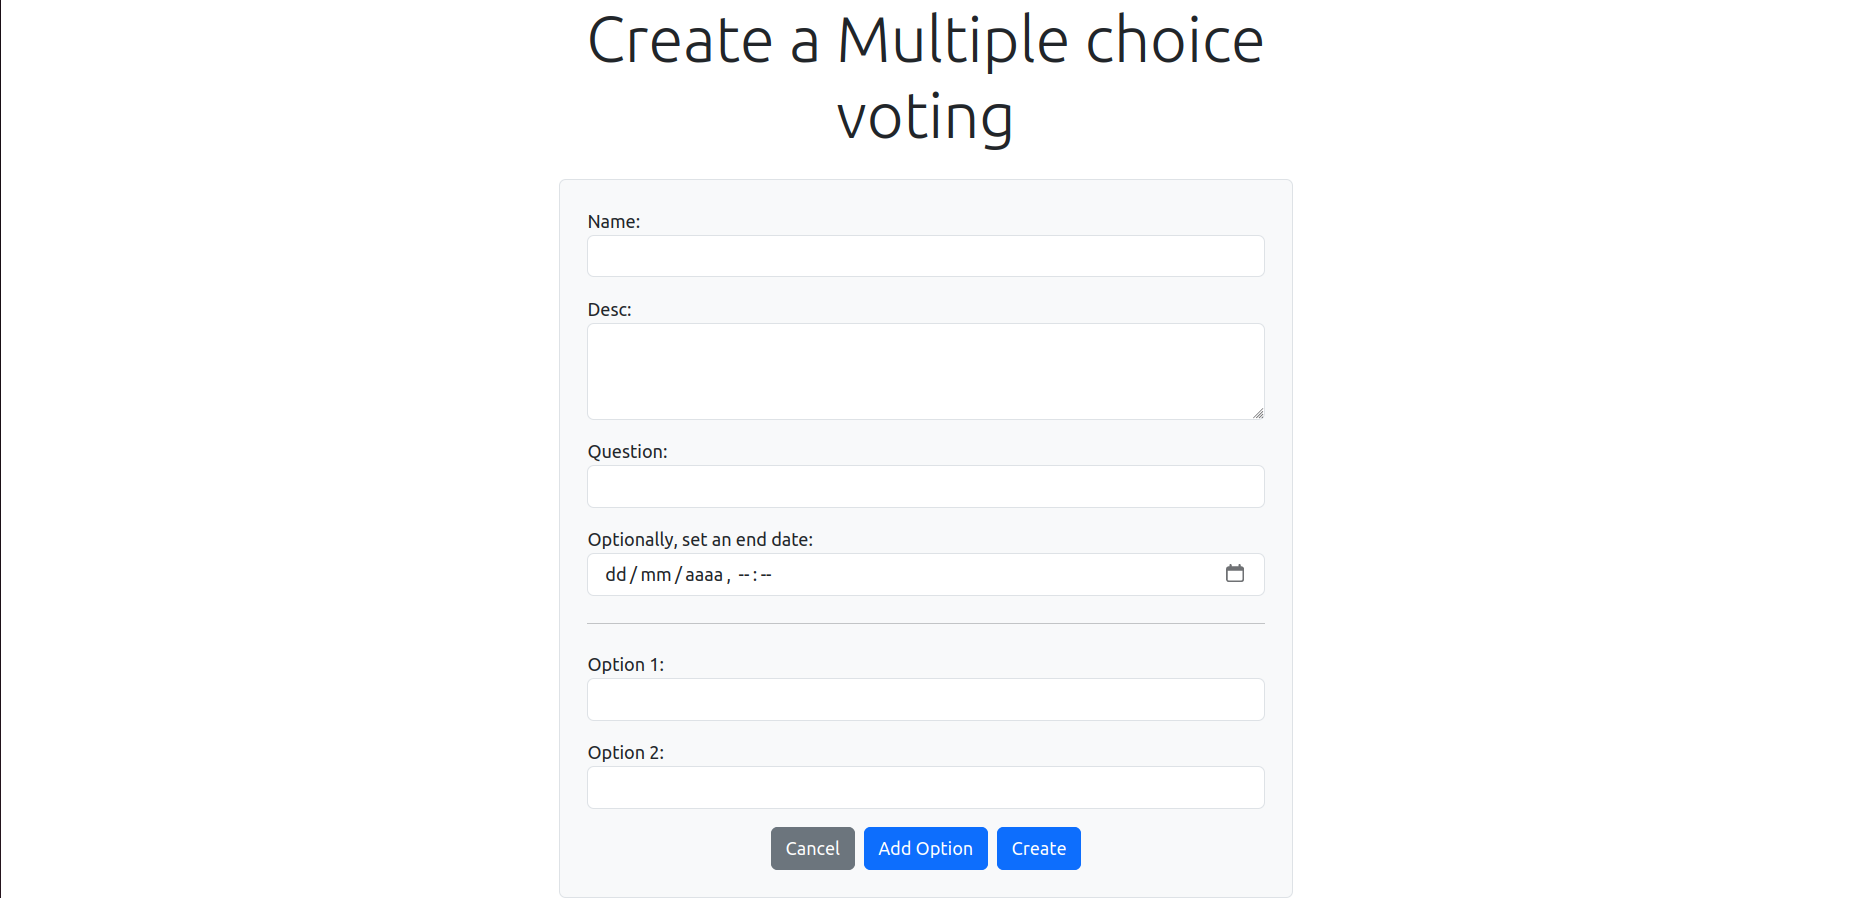 Create a Multiple choice
voting
Name:
Desc:
Question:
Optionally, set an end date:
dd/mm/aaaa, --:--
Option 1:
Option 2:
Cancel Add Option Create